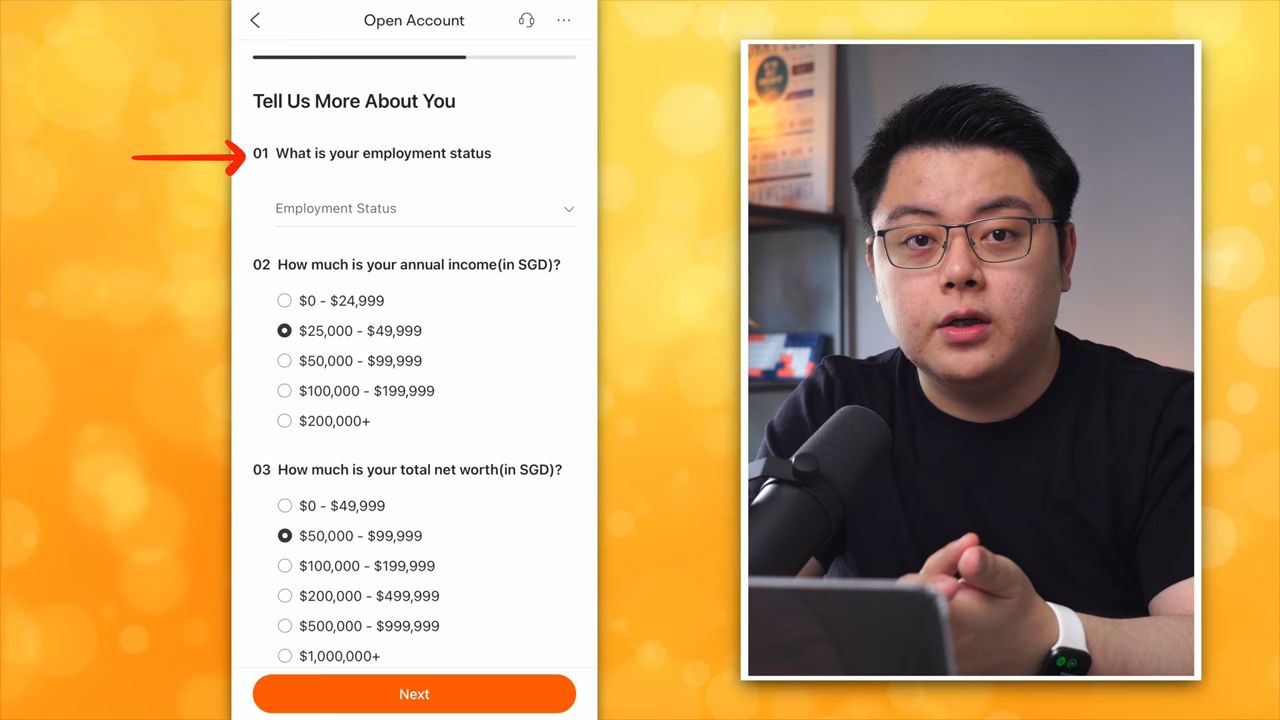 Open Account
Tell Us More About You
01 What is your employment status
Employment Status
02 How much is your annual income(in SGD)?
$0 - $24,999
$25,000 - $49,999
$50,000 - $99,999
$100,000 - $199,999
$200,000+
03 How much is your total net worth(in SGD)?
$0 - $49,999
$50,000 - $99,999
$100,000 - $199,999
$200,000 - $499,999
$500,000 - $999,999
$1,000,000+
Next